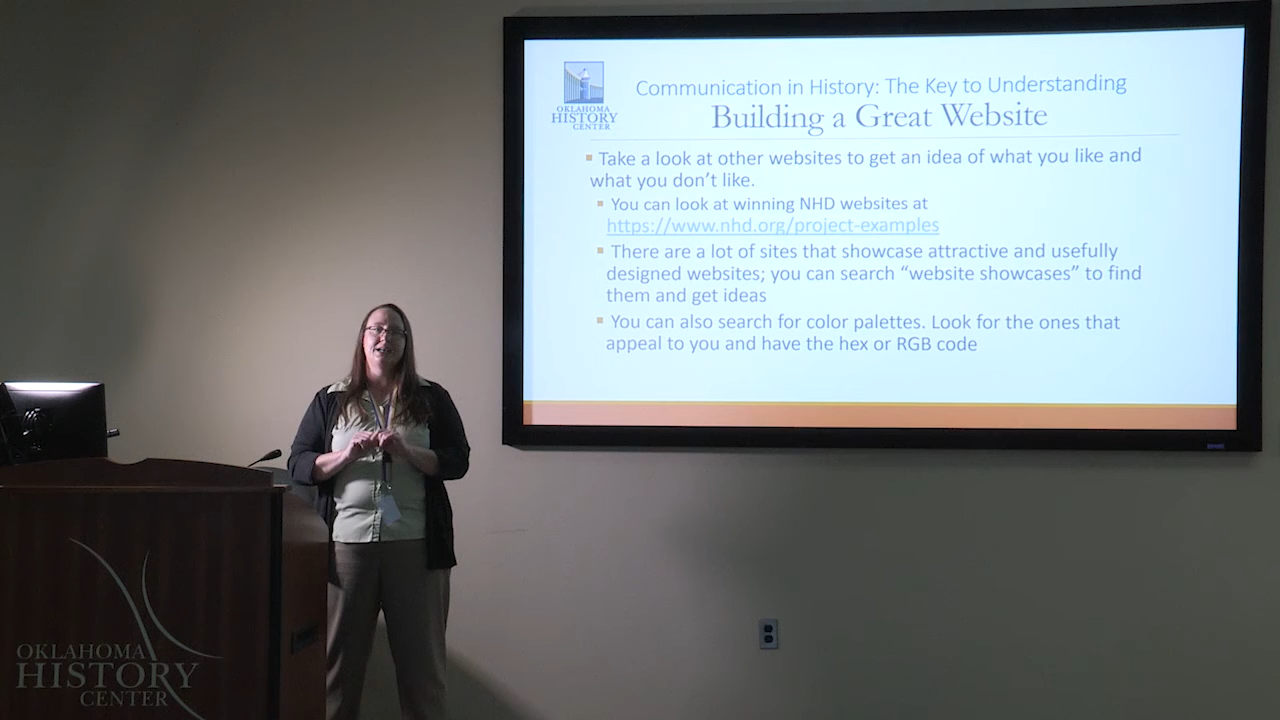 Communication in History: The Key to Understanding
Building a Great Website
OKLAHOMA
HISTORY
CENTER
▪ Take a look at other websites to get an idea of what you like and
what you don’t like.
▪ You can look at winning NHD websites at
https://www.nhd.org/project-examples
▪ There are a lot of sites that showcase attractive and usefully
designed websites; you can search “website showcases” to find
them and get ideas
▪ You can also search for color palettes. Look for the ones that
appeal to you and have the hex or RGB code
OKLAHOMA
HISTORY
CENTER